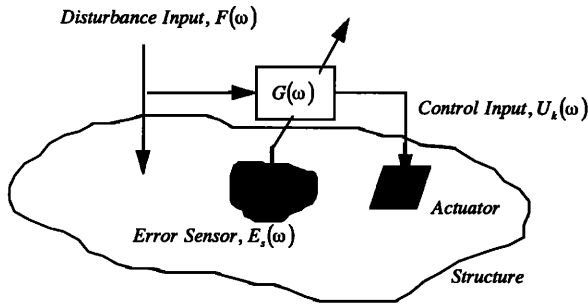 Disturbance Input, F(ω)
G(ω)
Control Input, U_k(ω)
Actuator
Error Sensor, E_s(ω)
Structure